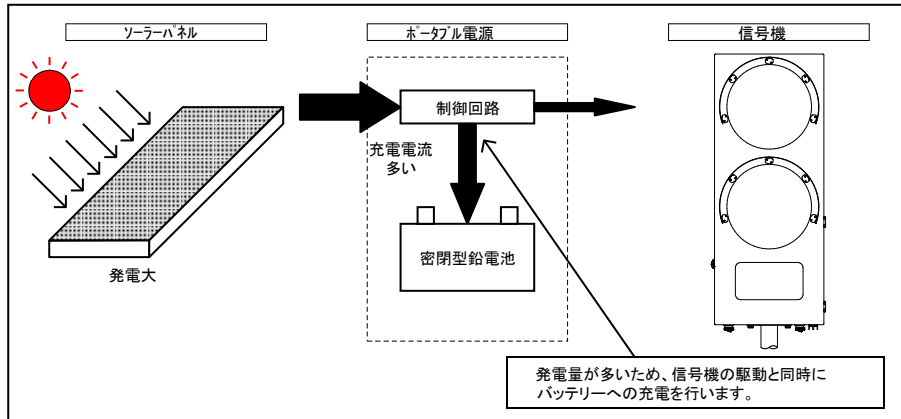 ソーラーパネル
ポータブル電源
信号機
制御回路
充電電流
多い
密閉型鉛電池
発電大
発電量が多いため、信号機の駆動と同時に
バッテリーへの充電を行います。